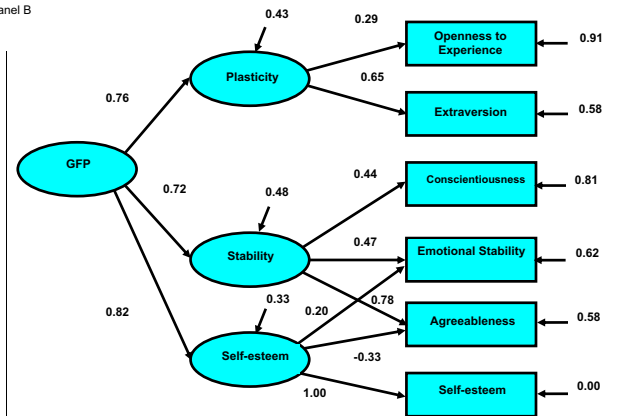 anel B
0.43
0.29
Openness to
Experience
0.91
Plasticity
0.76
0.65
Extraversion
0.58
GFP
0.44
Conscientiousness
0.81
0.72
0.48
0.47
Emotional Stability
0.62
Stability
0.33
0.20
0.78
Agreeableness
0.58
0.82
Self-esteem
-0.33
1.00
Self-esteem
0.00